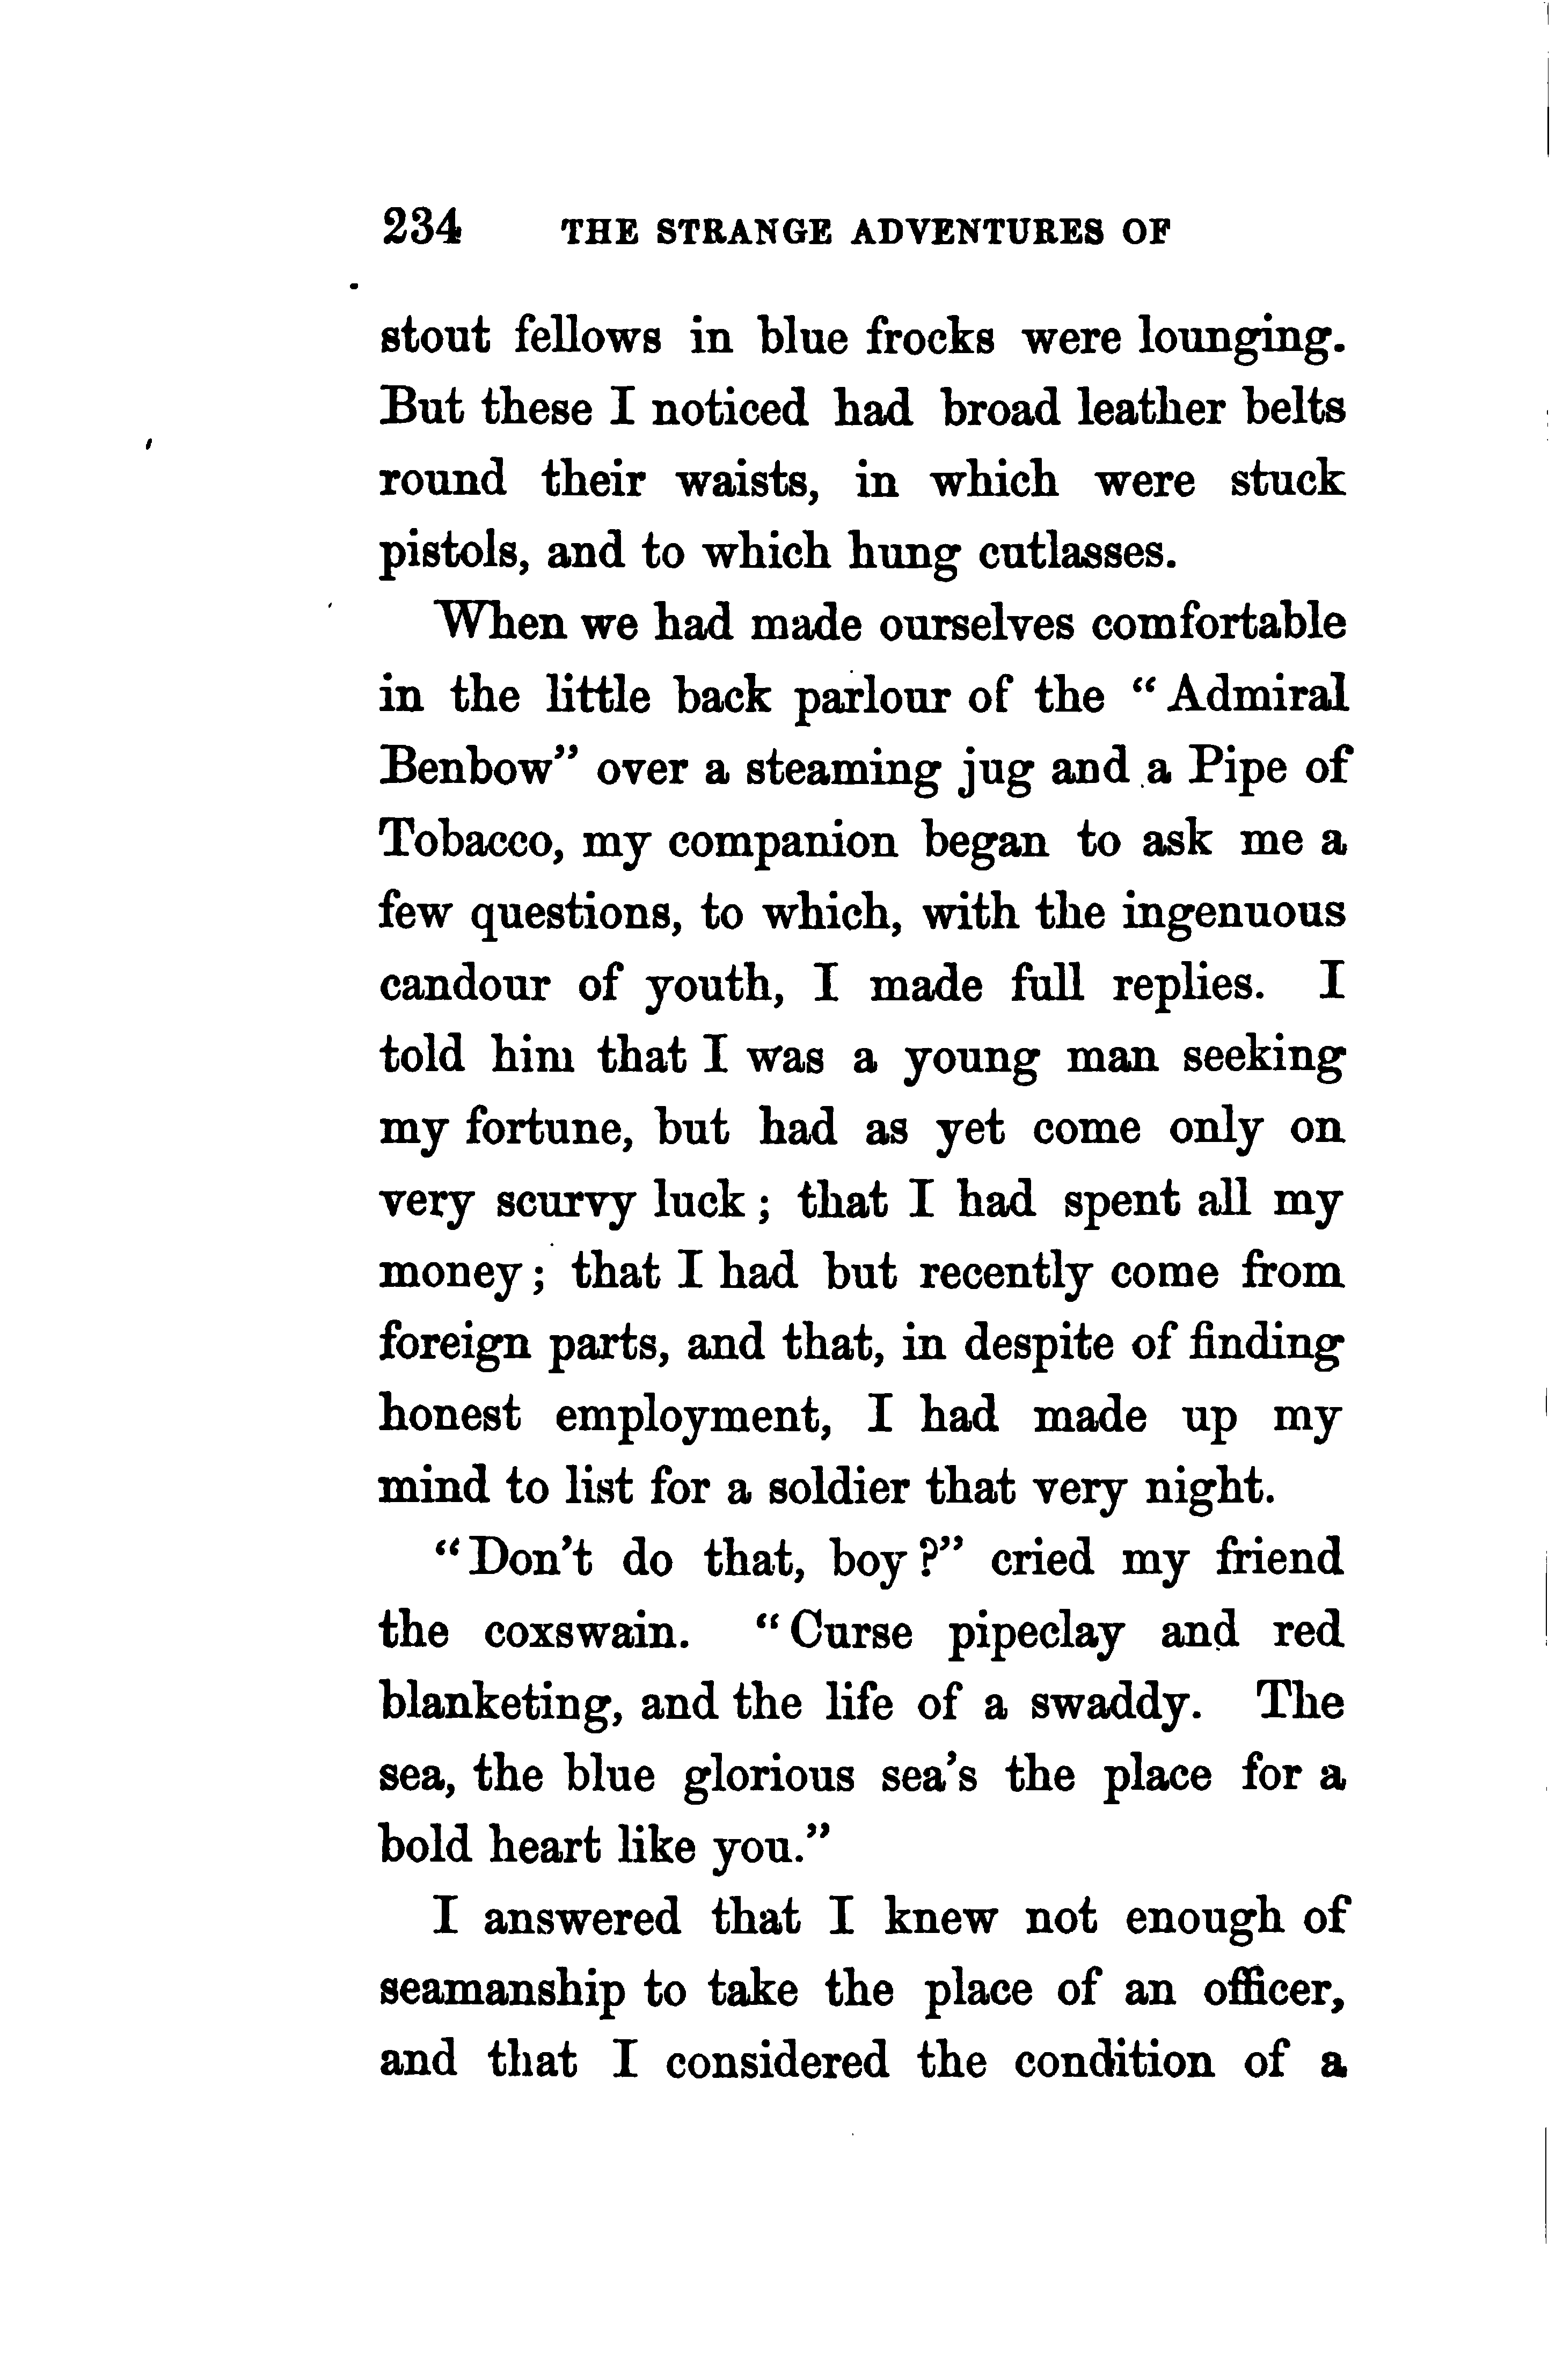 234 THE STRANGE ADVENTURES OF
stout fellows in blue frocks were lounging.
But these I noticed had broad leather belts
round their waists, in which were stuck
pistols, and to which hung cutlasses.
When we had made ourselves comfortable
in the little back parlour of the “Admiral
Benbow” over a steaming jug and a Pipe of
Tobacco, my companion began to ask me a
few questions, to which, with the ingenuous
candour of youth, I made full replies. I
told him that I was a young man seeking
my fortune, but had as yet come only on
very scurvy luck; that I had spent all my
money; that I had but recently come from
foreign parts, and that, in despite of finding
honest employment, I had made up my
mind to list for a soldier that very night.
“Don't do that, boy?” cried my friend
the coxswain. “Curse pipeclay and red
blanketing, and the life of a swaddy. The
sea, the blue glorious sea's the place for a
bold heart like you.”
I answered that I knew not enough of
seamanship to take the place of an officer,
and that I considered the condition of a